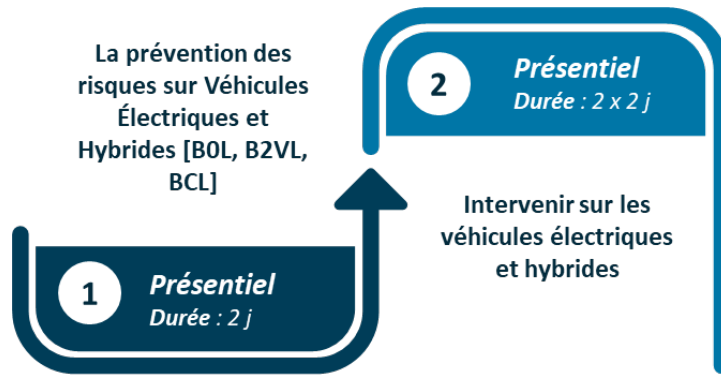 La prévention des
risques sur Véhicules
Électriques et
Hybrides [B0L, B2VL,
BCL]
1
Présentiel
Durée : 2 j
2
Présentiel
Durée : 2 x 2 j
Intervenir sur les
véhicules électriques
et hybrides